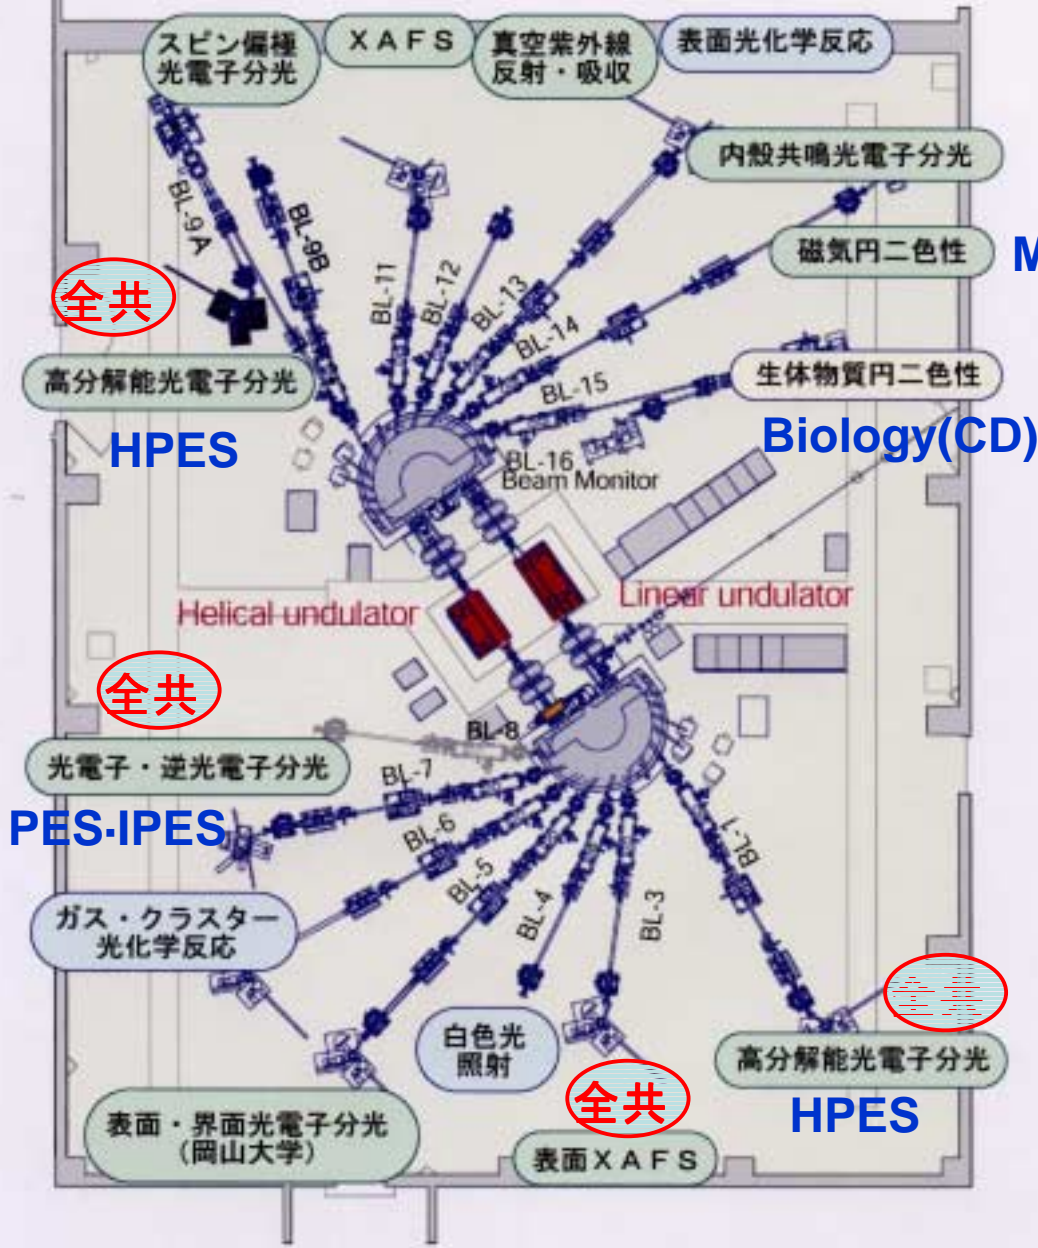 スピン偏極
光電子分光
ＸＡＦＳ
真空紫外線
反射・吸収
表面光化学反応
内殻共鳴光電子分光
BL-9A
BL-9B
磁気円二色性
M
全共
BL-11
BL-12
BL-13
BL-14
高分解能光電子分光
BL-15
生体物質円二色性
HPES
Biology(CD)
BL-16
Beam Monitor
Helical undulator
Linear undulator
全共
BL-8
光電子・逆光電子分光
BL-7
PES・IPES
BL-6
BL-5
BL-4
BL-3
BL-1
ガス・クラスター
光化学反応
全共
白色光
照射
高分解能光電子分光
全共
HPES
表面・界面光電子分光
(岡山大学)
表面ＸＡＦＳ